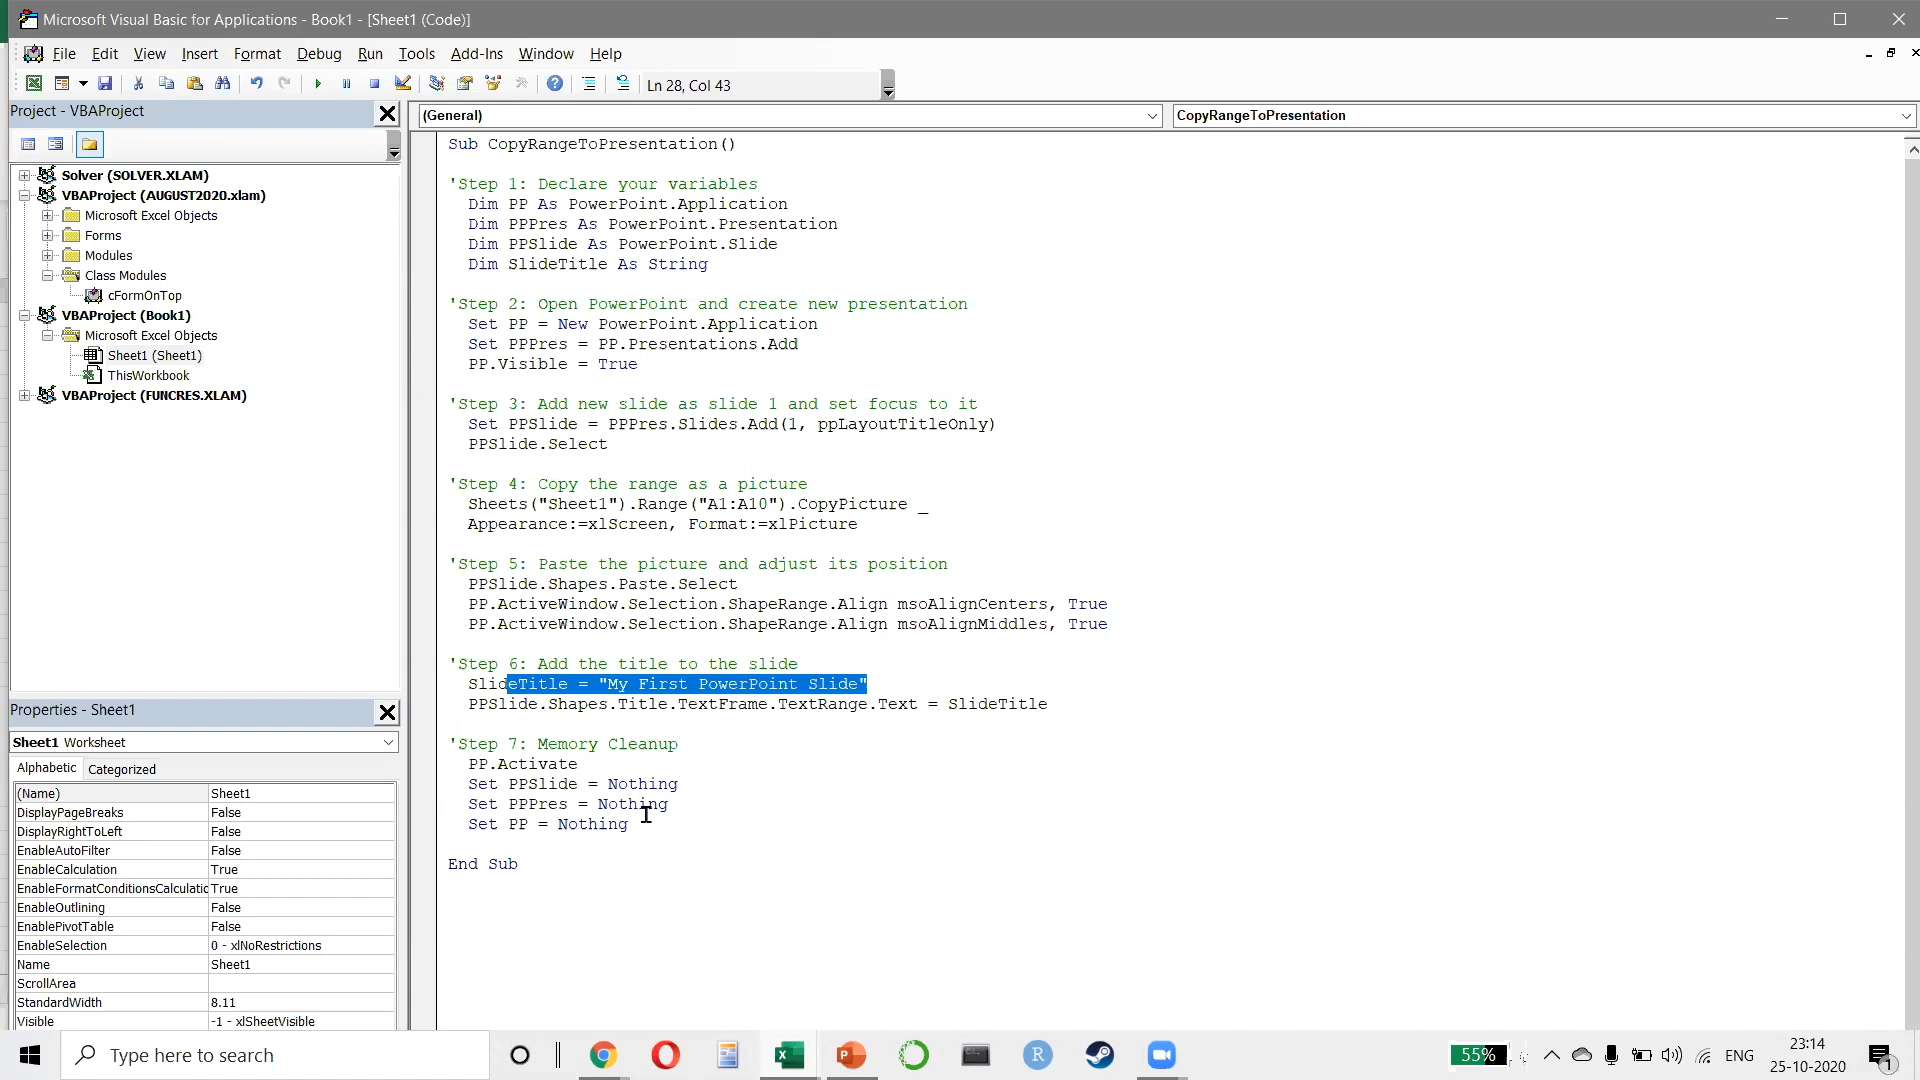 Microsoft Visual Basic for Applications - Book1 - [Sheet1 (Code)]
File Edit View Insert Format Debug Run Tools Add-Ins Window Help
Ln 28, Col 43
Project - VBAProject
(General) CopyRangeToPresentation
Solver (SOLVER.XLAM)
VBAProject (AUGUST2020.xlam)
Microsoft Excel Objects
Forms
Modules
Class Modules
cFormOnTop
VBAProject (Book1)
Microsoft Excel Objects
Sheet1 (Sheet1)
ThisWorkbook
VBAProject (FUNCRES.XLAM)
Sub CopyRangeToPresentation()
'Step 1: Declare your variables
Dim PP As PowerPoint.Application
Dim PPPres As PowerPoint.Presentation
Dim PPSlide As PowerPoint.Slide
Dim SlideTitle As String
'Step 2: Open PowerPoint and create new presentation
Set PP = New PowerPoint.Application
Set PPPres = PP.Presentations.Add
PP.Visible = True
'Step 3: Add new slide as slide 1 and set focus to it
Set PPSlide = PPPres.Slides.Add(1, ppLayoutTitleOnly)
PPSlide.Select
'Step 4: Copy the range as a picture
Sheets("Sheet1").Range("A1:A10").CopyPicture _
Appearance:=xlScreen, Format:=xlPicture
'Step 5: Paste the picture and adjust its position
PPSlide.Shapes.Paste.Select
PP.ActiveWindow.Selection.ShapeRange.Align msoAlignCenters, True
PP.ActiveWindow.Selection.ShapeRange.Align msoAlignMiddles, True
'Step 6: Add the title to the slide
SlideTitle = "My First PowerPoint Slide"
PPSlide.Shapes.Title.TextFrame.TextRange.Text = SlideTitle
'Step 7: Memory Cleanup
PP.Activate
Set PPSlide = Nothing
Set PPPres = Nothing
Set PP = Nothing
End Sub
Properties - Sheet1
Sheet1 Worksheet
Alphabetic Categorized
(Name) Sheet1
DisplayPageBreaks False
DisplayRightToLeft False
EnableAutoFilter False
EnableCalculation True
EnableFormatConditionsCalculatic True
EnableOutlining False
EnablePivotTable False
EnableSelection 0 - xlNoRestrictions
Name Sheet1
ScrollArea
StandardWidth 8.11
Visible -1 - xlSheetVisible
Type here to search
55%
ENG
23:14
25-10-2020
1